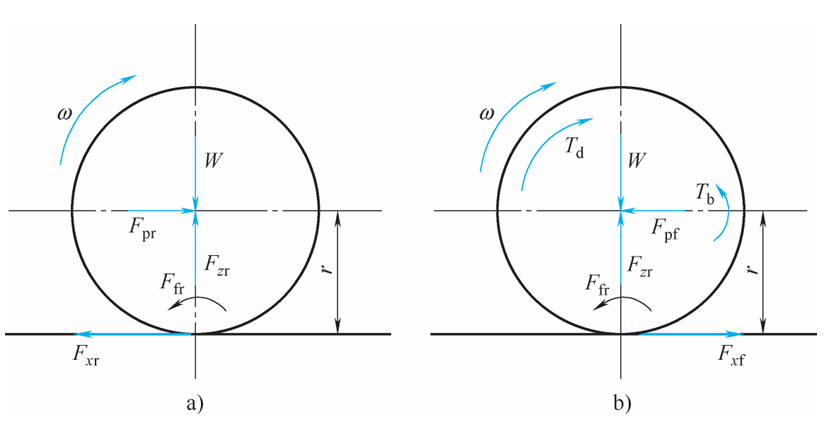 ω
W
F_pr
F_zr
F_fr
r
F_xr
a)
ω
T_d
W
T_b
F_pf
F_zr
F_fr
r
F_xf
b)